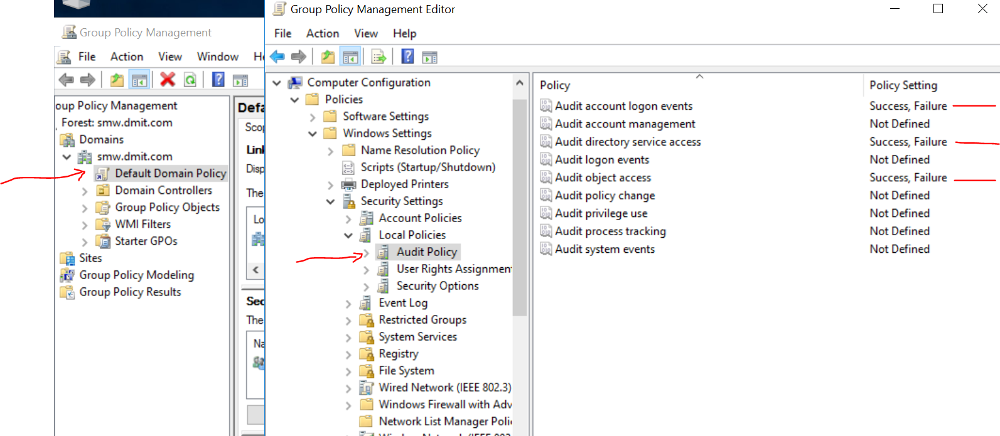 Group Policy Management
File Action View Window He
oup Policy Management
Forest: smw.dmit.com
Domains
smw.dmit.com
Default Domain Policy
Domain Controllers
Group Policy Objects
WMI Filters
Starter GPOs
Sites
Group Policy Modeling
Group Policy Results
Defa
Scop
Link
Disp
The
Lo
Sec
The
Na
Group Policy Management Editor
File Action View Help
Computer Configuration
Policies
Software Settings
Windows Settings
Name Resolution Policy
Scripts (Startup/Shutdown)
Deployed Printers
Security Settings
Account Policies
Local Policies
Audit Policy
User Rights Assignmen
Security Options
Event Log
Restricted Groups
System Services
Registry
File System
Wired Network (IEEE 802.3)
Windows Firewall with Adv
Network List Manager Poli
Policy Policy Setting
Audit account logon events Success, Failure
Audit account management Not Defined
Audit directory service access Success, Failure
Audit logon events Not Defined
Audit object access Success, Failure
Audit policy change Not Defined
Audit privilege use Not Defined
Audit process tracking Not Defined
Audit system events Not Defined